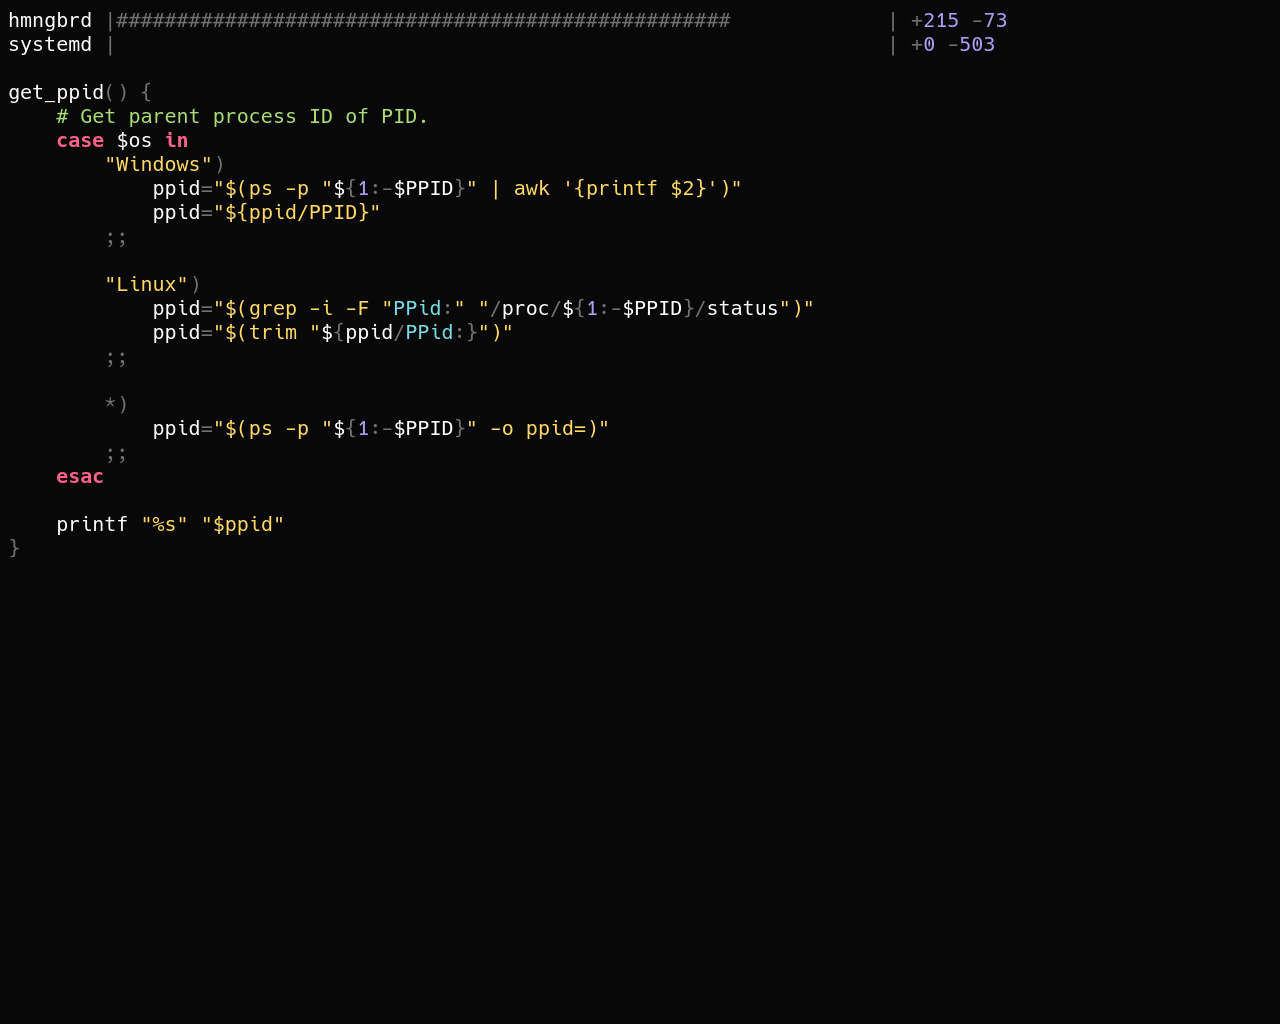 hmngbrd |###################################################             | +215 -73
systemd |                                                                | +0 -503

get_ppid() {
    # Get parent process ID of PID.
    case $os in
        "Windows")
            ppid="$(ps -p "${1:-$PPID}" | awk '{printf $2}')"
            ppid="${ppid/PPID}"
        ;;

        "Linux")
            ppid="$(grep -i -F "PPid:" "/proc/${1:-$PPID}/status")"
            ppid="$(trim "${ppid/PPid:}")"
        ;;

        *)
            ppid="$(ps -p "${1:-$PPID}" -o ppid=)"
        ;;
    esac

    printf "%s" "$ppid"
}